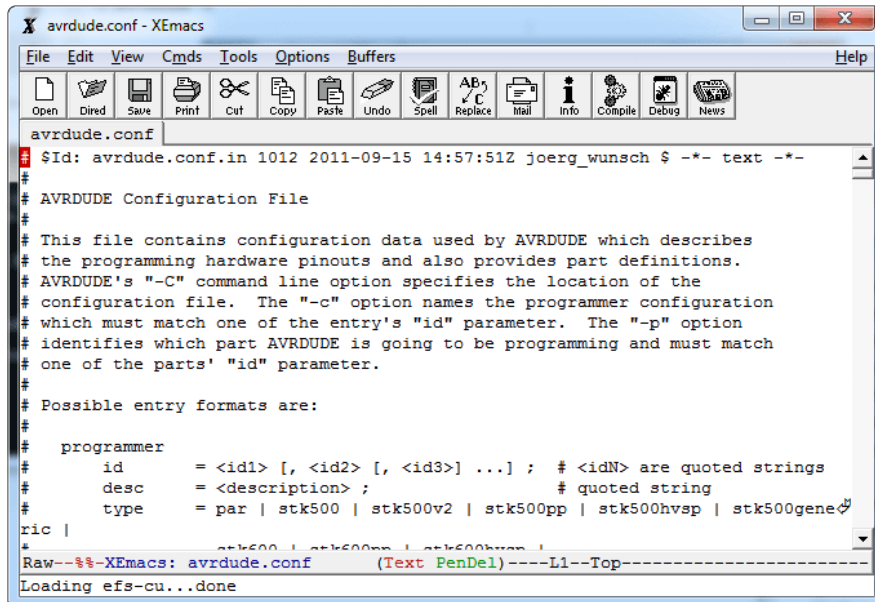 avrdude.conf - XEmacs
File Edit View Cmds Tools Options Buffers Help
Open Dired Save Print Cut Copy Paste Undo Spell Replace Mail Info Compile Debug News
avrdude.conf
# $Id: avrdude.conf.in 1012 2011-09-15 14:57:51Z joerg_wunsch $ -*- text -*-
#
# AVRDUDE Configuration File
#
# This file contains configuration data used by AVRDUDE which describes
# the programming hardware pinouts and also provides part definitions.
# AVRDUDE's "-C" command line option specifies the location of the
# configuration file.  The "-c" option names the programmer configuration
# which must match one of the entry's "id" parameter.  The "-p" option
# identifies which part AVRDUDE is going to be programming and must match
# one of the parts' "id" parameter.
#
# Possible entry formats are:
#
#   programmer
#       id       = <id1> [, <id2> [, <id3>] ...] ;  # <idN> are quoted strings
#       desc     = <description> ;                  # quoted string
#       type     = par | stk500 | stk500v2 | stk500pp | stk500hvsp | stk500gene
ric |
#                  stk600 | stk600pp | stk600hvsp |
Raw--%%-XEmacs: avrdude.conf      (Text PenDel)----L1--Top-------------------------
Loading efs-cu...done